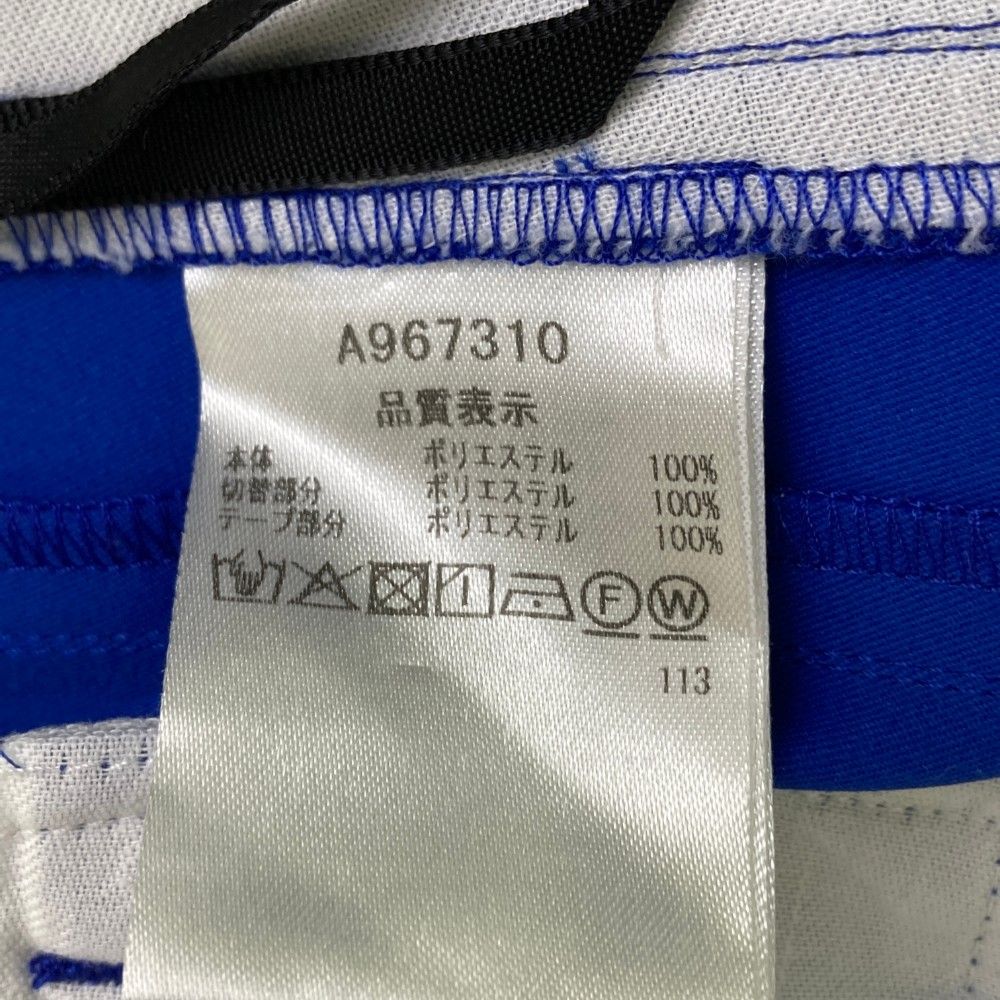 A967310
品質表示
本体 ポリエステル 100%
切替部分 ポリエステル 100%
テープ部分 ポリエステル 100%
F W
113